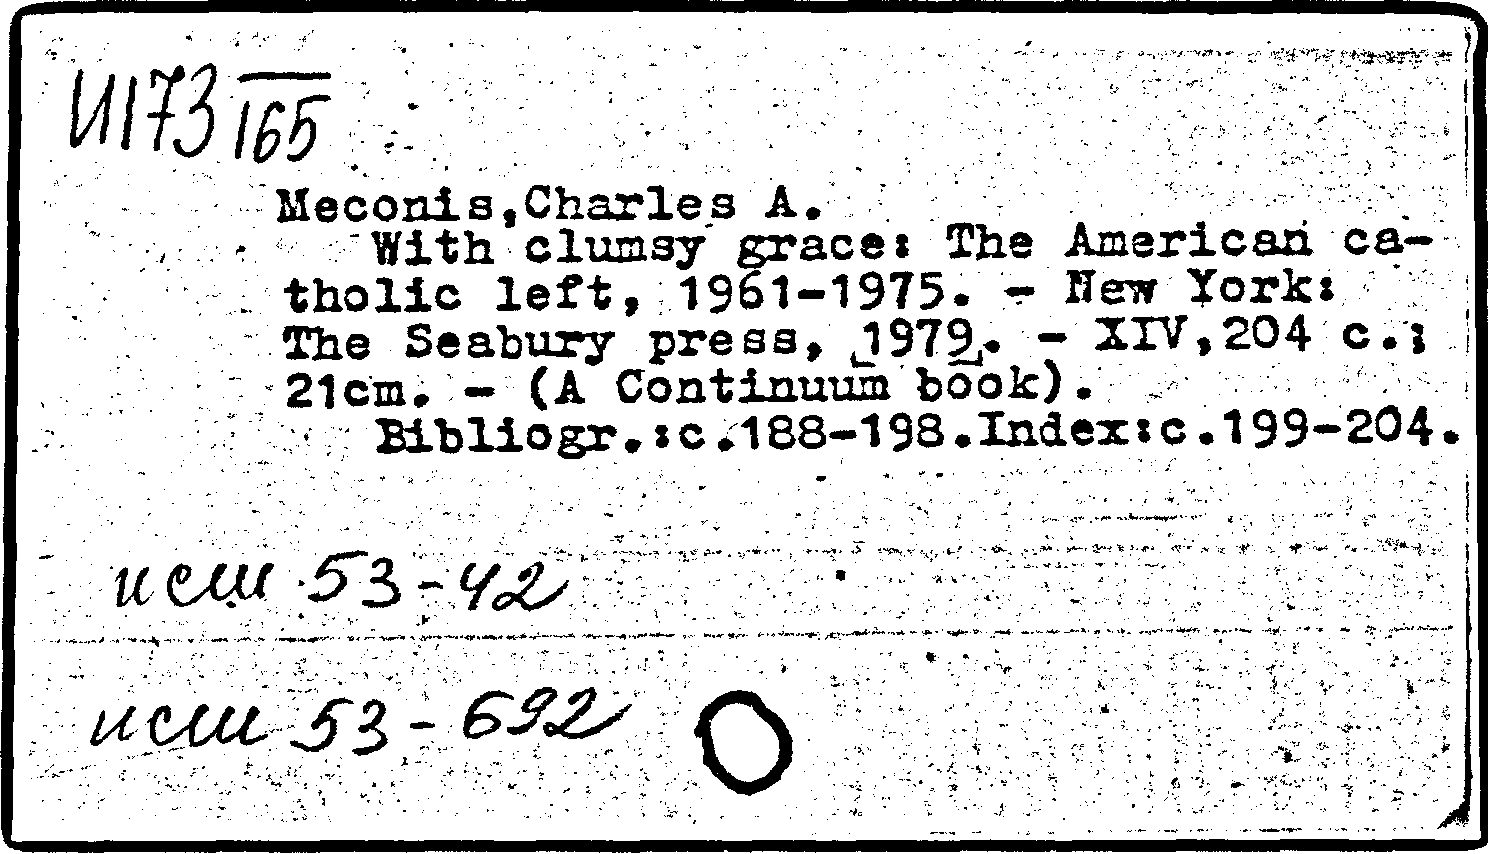 И173 165
Meconis,Charles A.
With clumsy grace: The American ca-
tholic left, 1961-1975. - New York:
The Seabury press, [1979]. - XIV,204 c.;
21cm. - (A Continuum book).
Bibliogr.:c.188-198.Index:c.199-204.
исш 53-42
исш 53-692